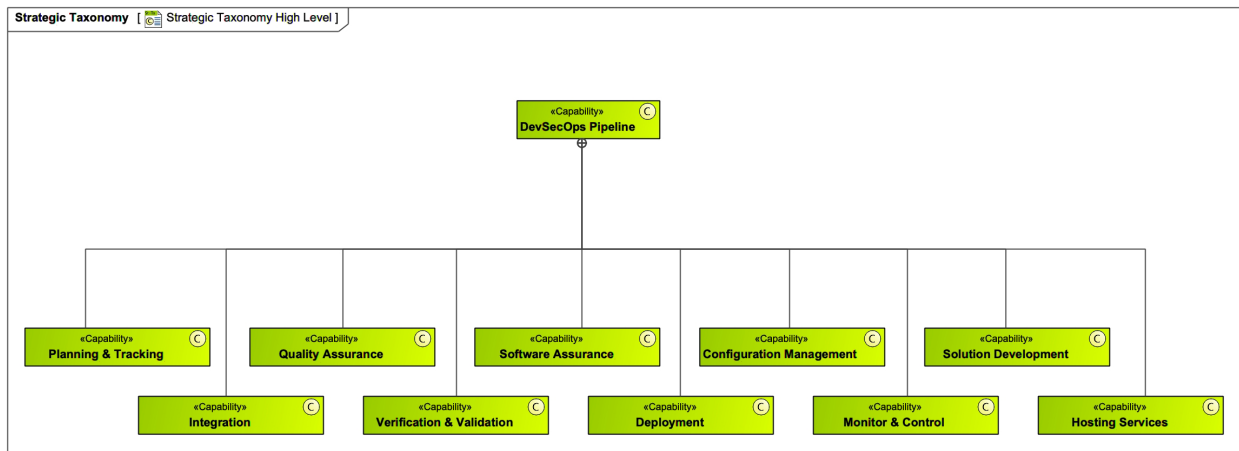 Strategic Taxonomy [ C Strategic Taxonomy High Level ]
«Capability» C
DevSecOps Pipeline
«Capability» C
Planning & Tracking
«Capability» C
Quality Assurance
«Capability» C
Software Assurance
«Capability» C
Configuration Management
«Capability» C
Solution Development
«Capability» C
Integration
«Capability» C
Verification & Validation
«Capability» C
Deployment
«Capability» C
Monitor & Control
«Capability» C
Hosting Services